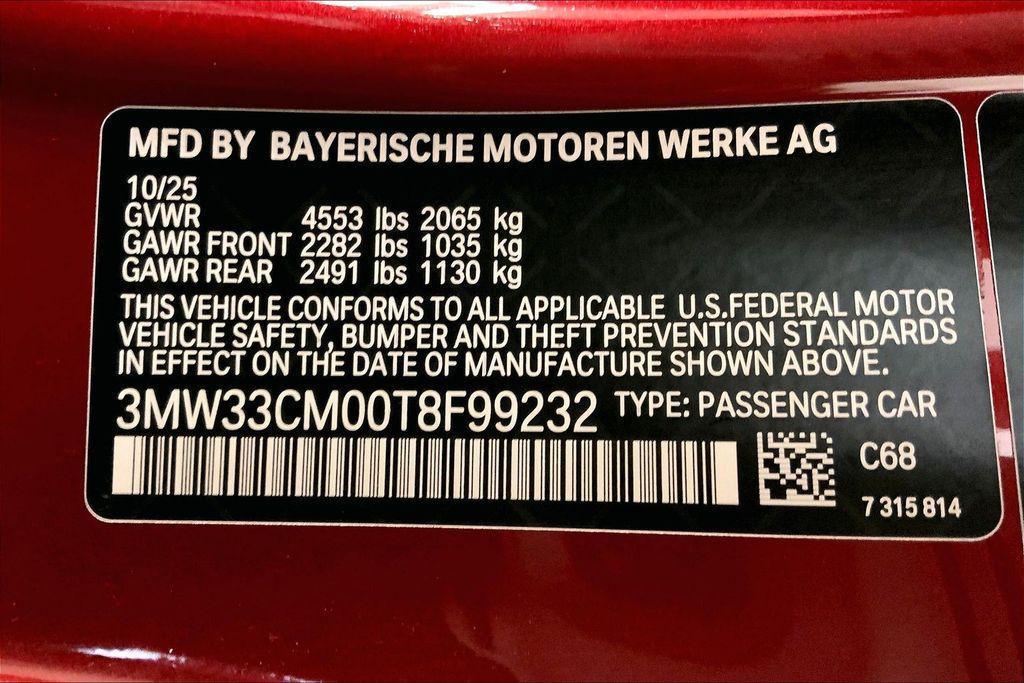 MFD BY BAYERISCHE MOTOREN WERKE AG
10/25
GVWR 4553 lbs 2065 kg
GAWR FRONT 2282 lbs 1035 kg
GAWR REAR 2491 lbs 1130 kg
THIS VEHICLE CONFORMS TO ALL APPLICABLE U.S.FEDERAL MOTOR
VEHICLE SAFETY, BUMPER AND THEFT PREVENTION STANDARDS
IN EFFECT ON THE DATE OF MANUFACTURE SHOWN ABOVE.
3MW33CM00T8F99232 TYPE: PASSENGER CAR
C68
7 315 814